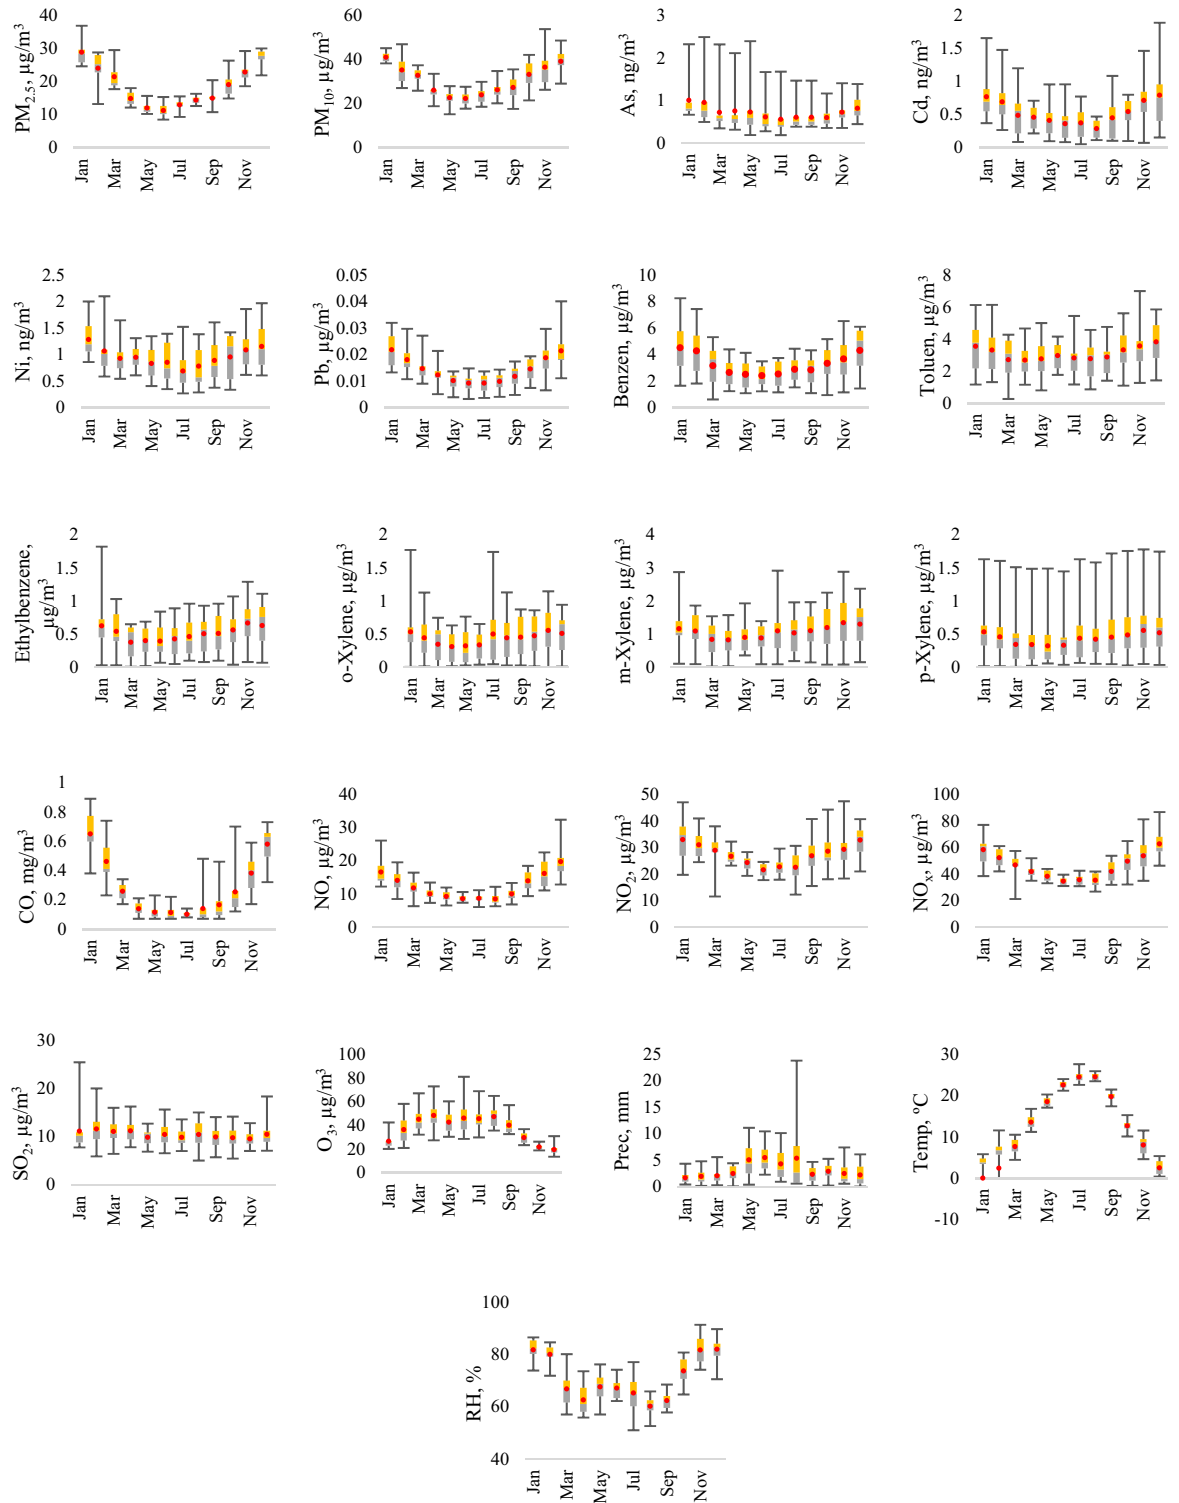 PM2.5, µg/m³
40
30
20
10
0
Jan
Mar
May
Jul
Sep
Nov
PM10, µg/m³
60
40
20
0
Jan
Mar
May
Jul
Sep
Nov
As, ng/m³
3
2
1
0
Jan
Mar
May
Jul
Sep
Nov
Cd, ng/m³
2
1.5
1
0.5
0
Jan
Mar
May
Jul
Sep
Nov
Ni, ng/m³
2.5
2
1.5
1
0.5
0
Jan
Mar
May
Jul
Sep
Nov
Pb, µg/m³
0.05
0.04
0.03
0.02
0.01
0
Jan
Mar
May
Jul
Sep
Nov
Benzen, µg/m³
10
8
6
4
2
0
Jan
Mar
May
Jul
Sep
Nov
Toluen, µg/m³
8
6
4
2
0
Jan
Mar
May
Jul
Sep
Nov
Ethylbenzene,
µg/m³
2
1.5
1
0.5
0
Jan
Mar
May
Jul
Sep
Nov
o-Xylene, µg/m³
2
1.5
1
0.5
0
Jan
Mar
May
Jul
Sep
Nov
m-Xylene, µg/m³
4
3
2
1
0
Jan
Mar
May
Jul
Sep
Nov
p-Xylene, µg/m³
2
1.5
1
0.5
0
Jan
Mar
May
Jul
Sep
Nov
CO, mg/m³
1
0.8
0.6
0.4
0.2
0
Jan
Mar
May
Jul
Sep
Nov
NO, µg/m³
40
30
20
10
0
Jan
Mar
May
Jul
Sep
Nov
NO2, µg/m³
50
40
30
20
10
0
Jan
Mar
May
Jul
Sep
Nov
NOx, µg/m³
100
80
60
40
20
0
Jan
Mar
May
Jul
Sep
Nov
SO2, µg/m³
30
20
10
0
Jan
Mar
May
Jul
Sep
Nov
O3, µg/m³
100
80
60
40
20
0
Jan
Mar
May
Jul
Sep
Nov
Prec, mm
25
20
15
10
5
0
Jan
Mar
May
Jul
Sep
Nov
Temp, ºC
30
20
10
0
-10
Jan
Mar
May
Jul
Sep
Nov
RH, %
100
80
60
40
Jan
Mar
May
Jul
Sep
Nov